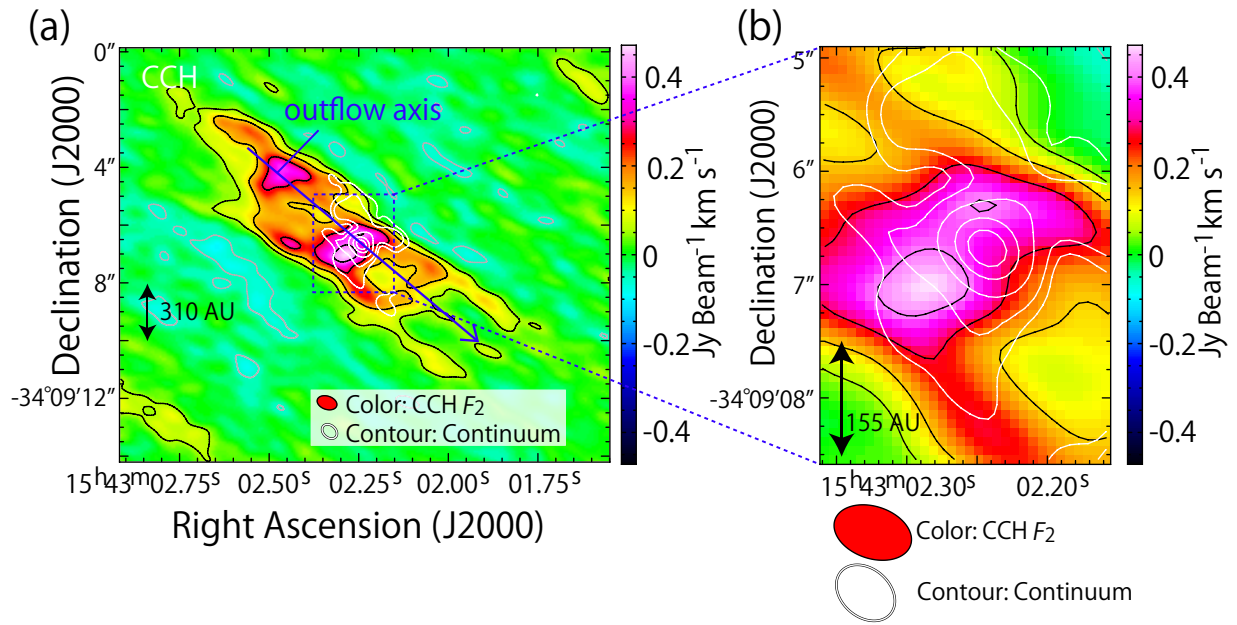 (a)
0″
4″
8″
-34°09′12″
Declination (J2000)
CCH
outflow axis
310 AU
Color: CCH F₂
Contour: Continuum
15ʰ43ᵐ02.75ˢ 02.50ˢ 02.25ˢ 02.00ˢ 01.75ˢ
Right Ascension (J2000)
0.4
0.2
0
-0.2
-0.4
Jy Beam⁻¹ km s⁻¹
(b)
5″
6″
7″
-34°09′08″
Declination (J2000)
155 AU
15ʰ43ᵐ02.30ˢ 02.20ˢ
0.4
0.2
0
-0.2
-0.4
Jy Beam⁻¹ km s⁻¹
Color: CCH F₂
Contour: Continuum